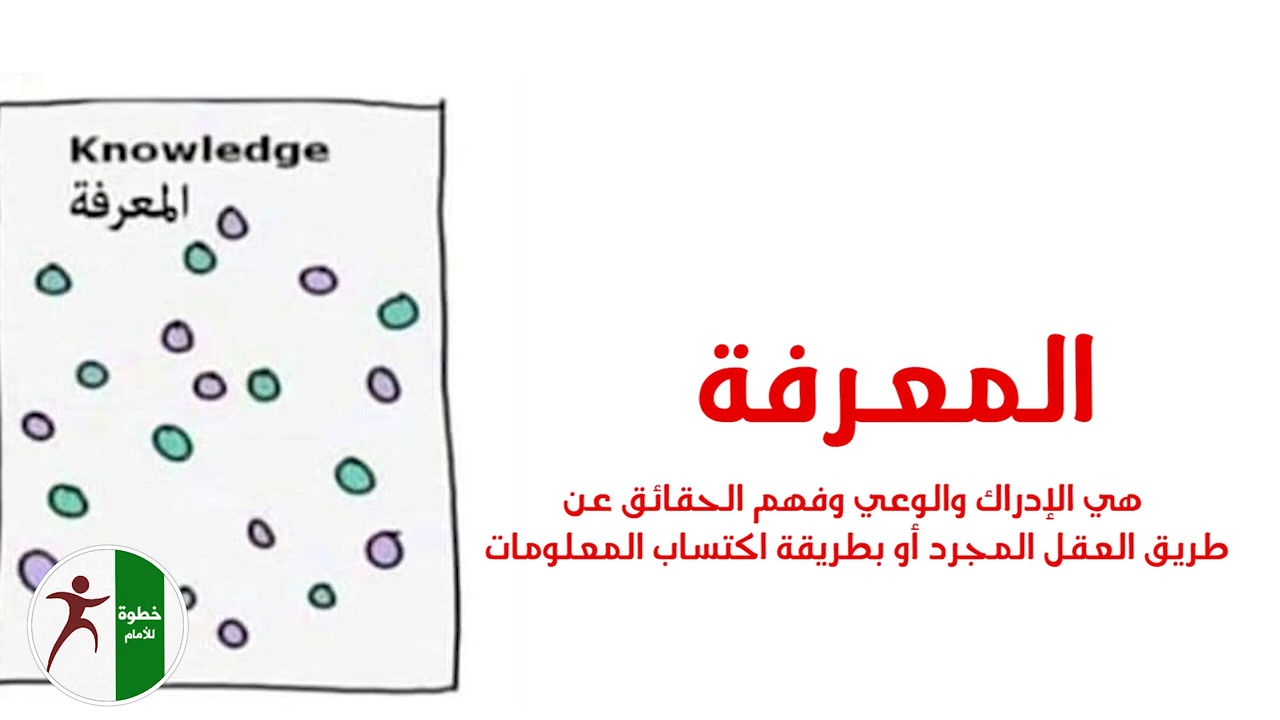 Knowledge
المعرفة
المعرفة
هي الإدراك والوعي وفهم الحقائق عن
طريق العقل المجرد أو بطريقة اكتساب المعلومات
خطوة
للأمام